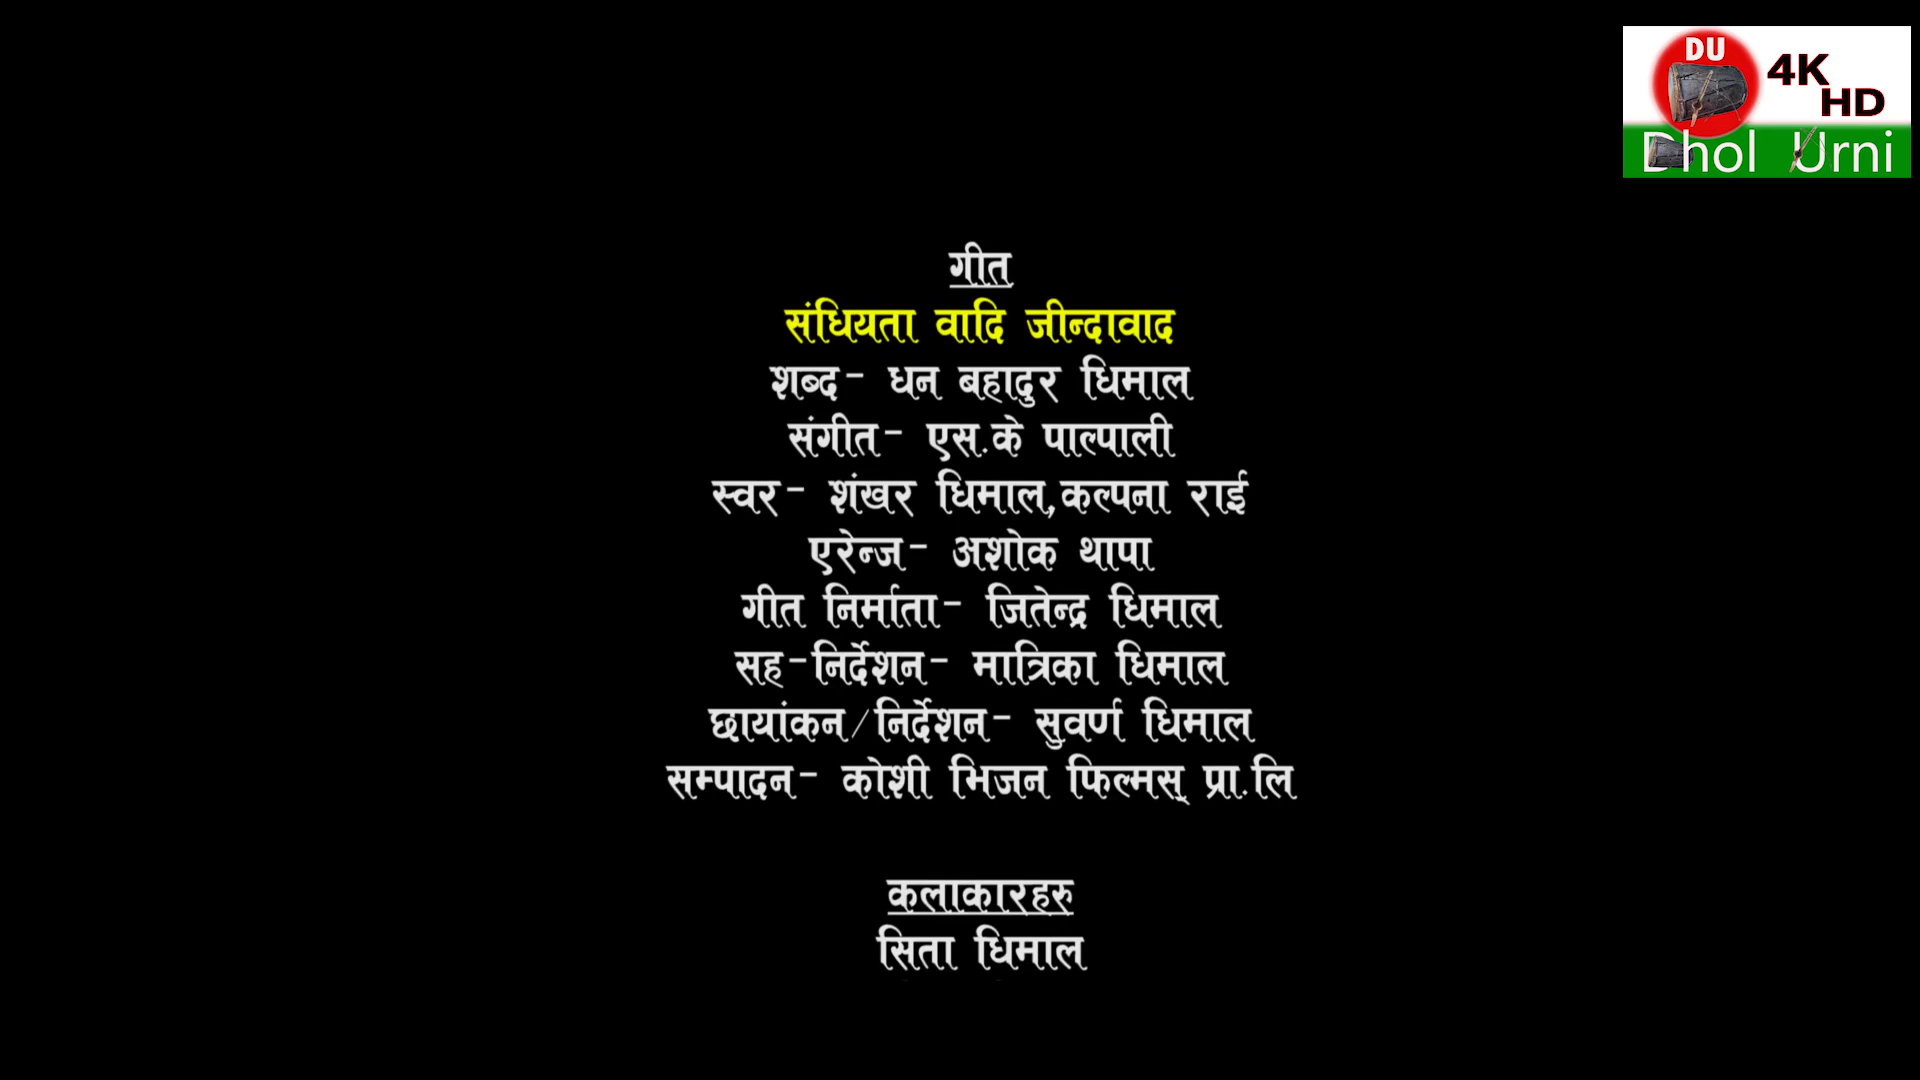 DU
4K
HD
Dhol Urni
गीत
संधियता वादि जीन्दावाद
शब्द- धन बहादुर धिमाल
संगीत- एस.के पाल्पाली
स्वर- शंखर धिमाल,कल्पना राई
एरेन्ज- अशोक थापा
गीत निर्माता- जितेन्द्र धिमाल
सह-निर्देशन- मात्रिका धिमाल
छायांकन/निर्देशन- सुवर्ण धिमाल
सम्पादन- कोशी भिजन फिल्मस् प्रा.लि
कलाकारहरु
सिता धिमाल